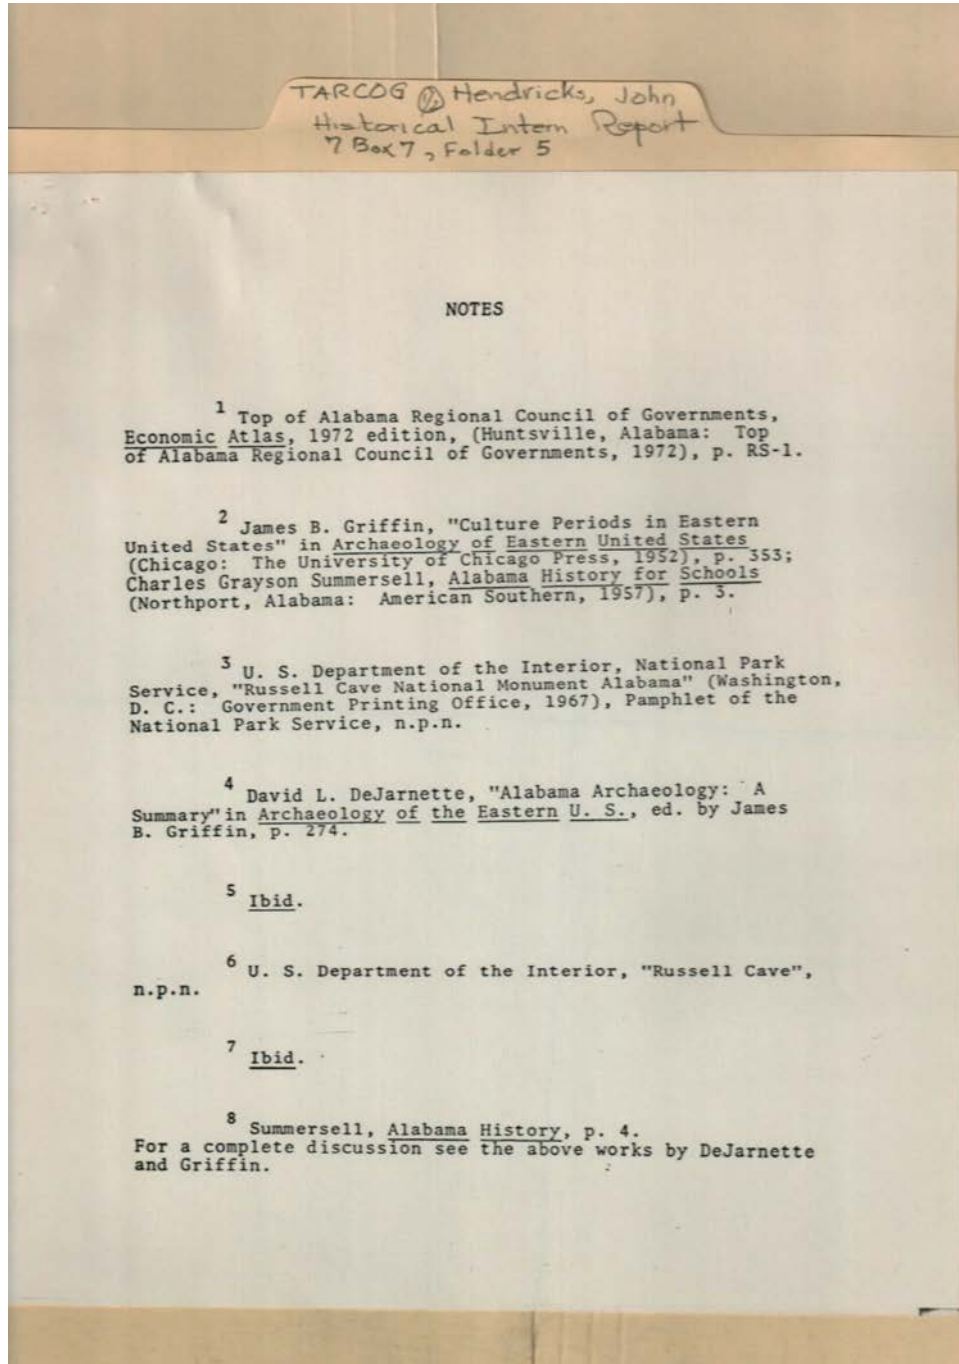 TARCOG ½ Hendricks, John
Historical Intern Report
7 Box 7, Folder 5
NOTES
1 Top of Alabama Regional Council of Governments,
Economic Atlas, 1972 edition, (Huntsville, Alabama: Top
of Alabama Regional Council of Governments, 1972), p. RS-1.
2 James B. Griffin, "Culture Periods in Eastern
United States" in Archaeology of Eastern United States
(Chicago: The University of Chicago Press, 1952), p. 353;
Charles Grayson Summersell, Alabama History for Schools
(Northport, Alabama: American Southern, 1957), p. 3.
3 U. S. Department of the Interior, National Park
Service, "Russell Cave National Monument Alabama" (Washington,
D. C.: Government Printing Office, 1967), Pamphlet of the
National Park Service, n.p.n.
4 David L. DeJarnette, "Alabama Archaeology: A
Summary" in Archaeology of the Eastern U. S., ed. by James
B. Griffin, p. 274.
5 Ibid.
6 U. S. Department of the Interior, "Russell Cave",
n.p.n.
7 Ibid.
8 Summersell, Alabama History, p. 4.
For a complete discussion see the above works by DeJarnette
and Griffin.